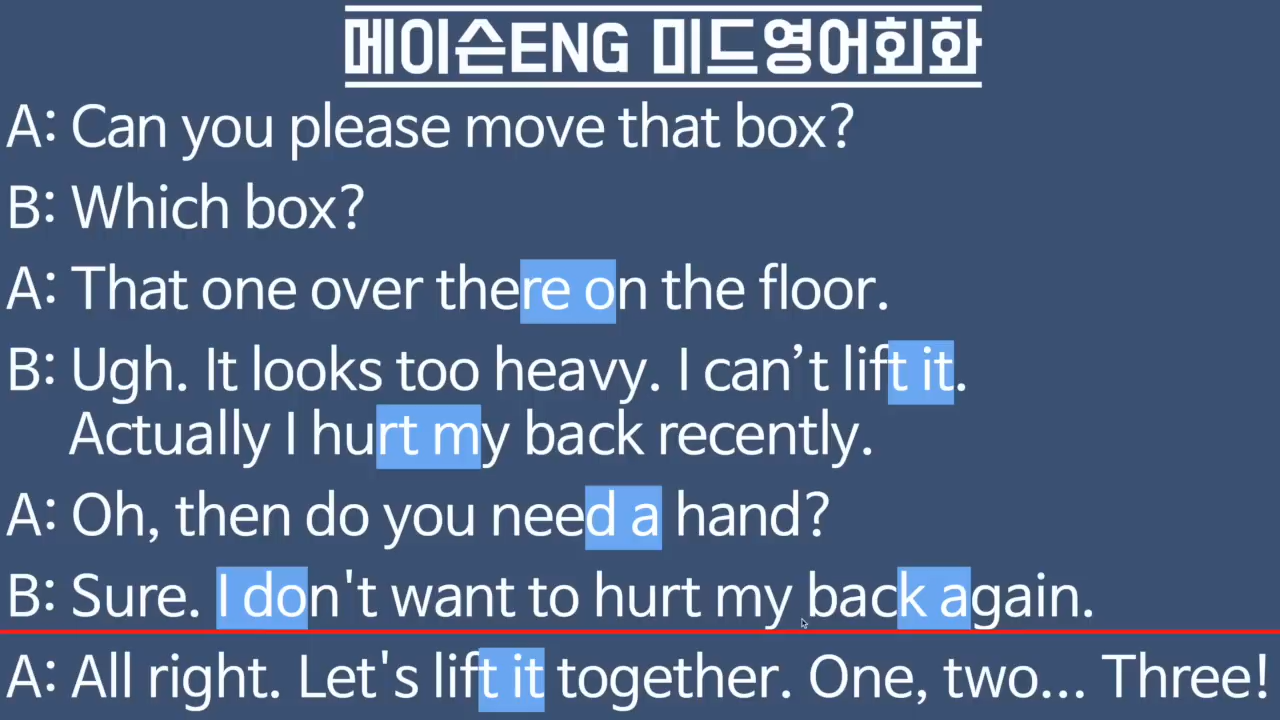 메이슨ENG 미드영어회화
A: Can you please move that box?
B: Which box?
A: That one over there on the floor.
B: Ugh. It looks too heavy. I can’t lift it.
Actually I hurt my back recently.
A: Oh, then do you need a hand?
B: Sure. I don't want to hurt my back again.
A: All right. Let's lift it together. One, two... Three!